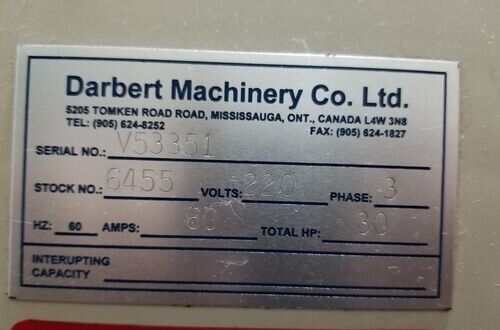 Darbert Machinery Co. Ltd.
5205 TOMKEN ROAD ROAD, MISSISSAUGA, ONT., CANADA L4W 3N8
TEL: (905) 624-8252 FAX: (905) 624-1827
SERIAL NO.: V53351
STOCK NO.: 6455 VOLTS: 220 PHASE: 3
HZ: 60 AMPS: 80 TOTAL HP: 30
INTERUPTING
CAPACITY